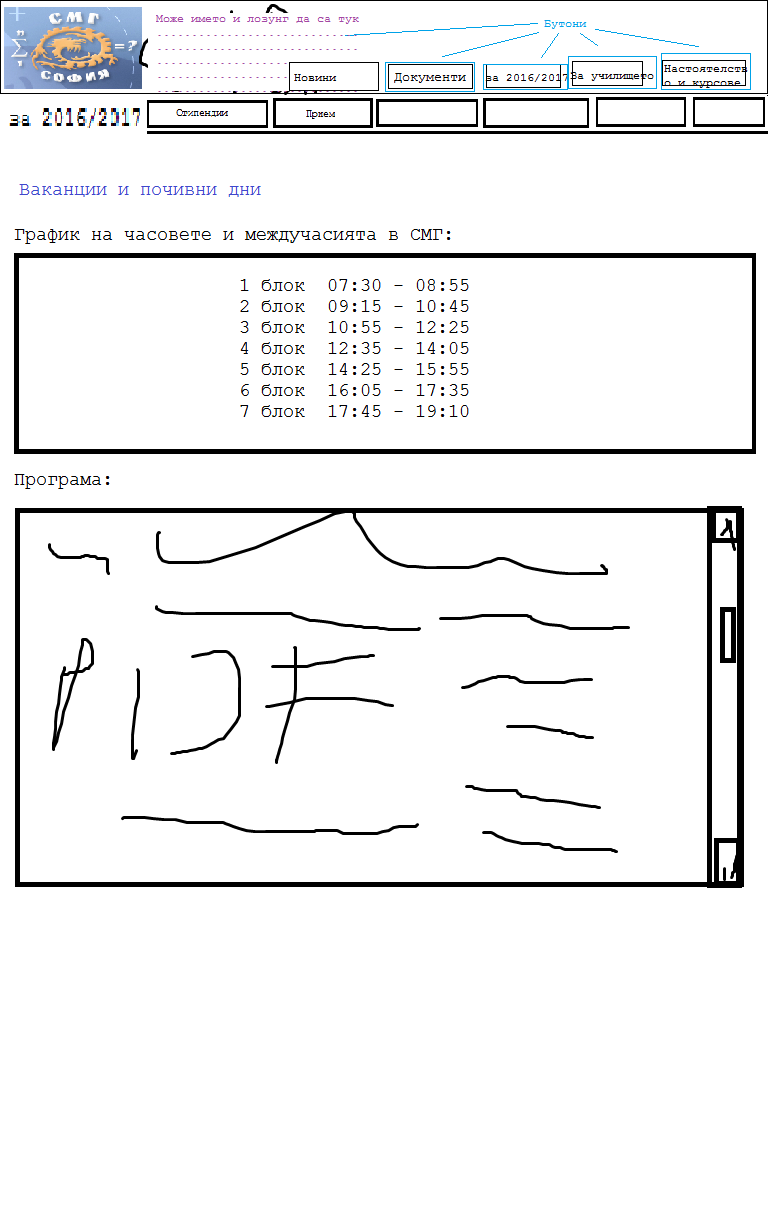 СМГ
СОФИЯ
=?
Може името и лозунг да са тук
Бутони
Новини
Документи
за 2016/2017
За училището
Настоятелств
о и курсове
за 2016/2017
Стипендии
Прием
Ваканции и почивни дни
График на часовете и междучасията в СМГ:
1 блок 07:30 - 08:55
2 блок 09:15 - 10:45
3 блок 10:55 - 12:25
4 блок 12:35 - 14:05
5 блок 14:25 - 15:55
6 блок 16:05 - 17:35
7 блок 17:45 - 19:10
Програма:
PDF